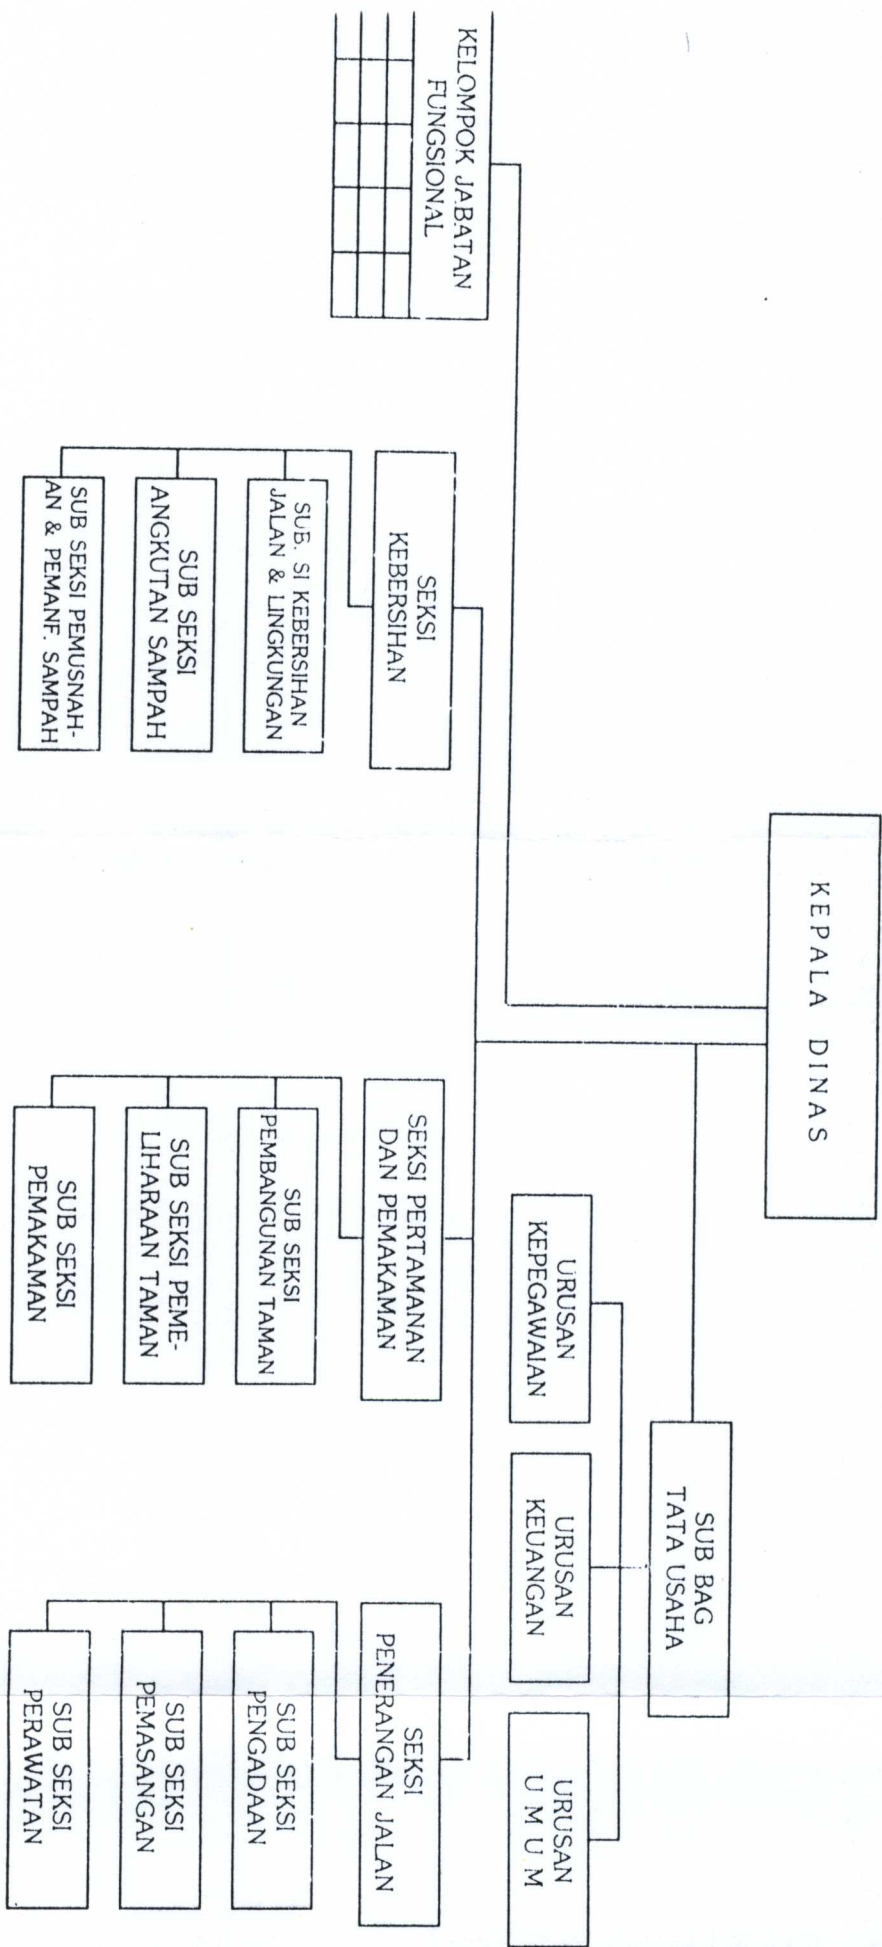 KEPALA DINAS
SUB BAG
TATA USAHA
URUSAN
KEPEGAWAIAN
URUSAN
KEUANGAN
URUSAN
U M U M
KELOMPOK JABATAN
FUNGSIONAL
SEKSI
KEBERSIHAN
SUB. SI KEBERSIHAN
JALAN & LINGKUNGAN
SUB SEKSI
ANGKUTAN SAMPAH
SUB SEKSI PEMUSNAH-
AN & PEMANF. SAMPAH
SEKSI PERTAMANAN
DAN PEMAKAMAN
SUB SEKSI
PEMBANGUNAN TAMAN
SUB SEKSI PEME-
LIHARAAN TAMAN
SUB SEKSI
PEMAKAMAN
SEKSI
PENERANGAN JALAN
SUB SEKSI
PENGADAAN
SUB SEKSI
PEMASANGAN
SUB SEKSI
PERAWATAN